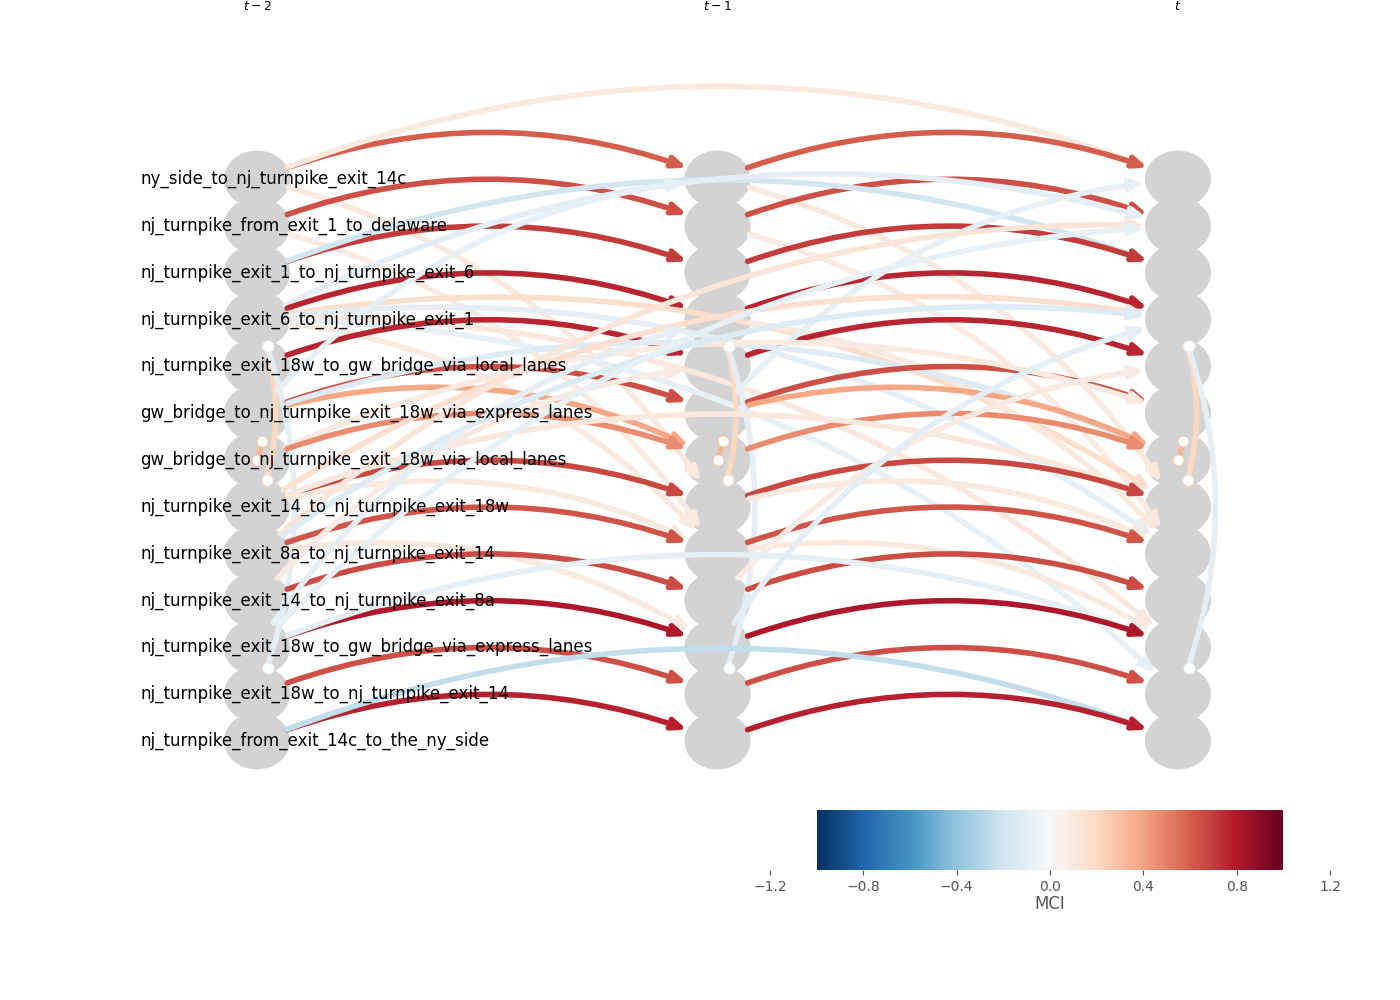 t − 2 t − 1 t
ny_side_to_nj_turnpike_exit_14c
nj_turnpike_from_exit_1_to_delaware
nj_turnpike_exit_1_to_nj_turnpike_exit_6
nj_turnpike_exit_6_to_nj_turnpike_exit_1
nj_turnpike_exit_18w_to_gw_bridge_via_local_lanes
gw_bridge_to_nj_turnpike_exit_18w_via_express_lanes
gw_bridge_to_nj_turnpike_exit_18w_via_local_lanes
nj_turnpike_exit_14_to_nj_turnpike_exit_18w
nj_turnpike_exit_8a_to_nj_turnpike_exit_14
nj_turnpike_exit_14_to_nj_turnpike_exit_8a
nj_turnpike_exit_18w_to_gw_bridge_via_express_lanes
nj_turnpike_exit_18w_to_nj_turnpike_exit_14
nj_turnpike_from_exit_14c_to_the_ny_side
−1.2 −0.8 −0.4 0.0 0.4 0.8 1.2
MCI